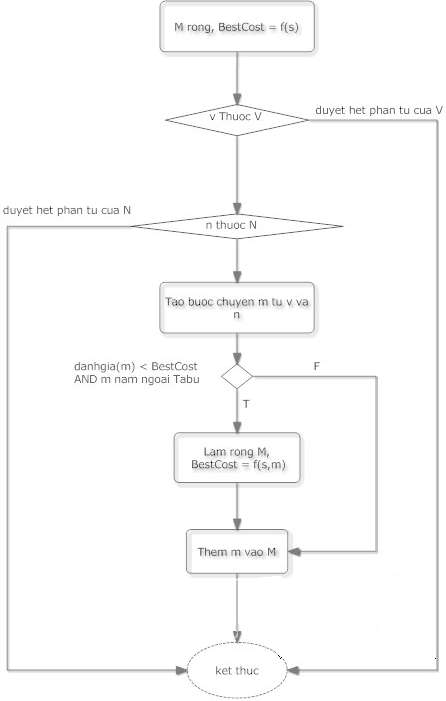 M rong, BestCost = f(s)
v Thuoc V
duyet het phan tu cua V
duyet het phan tu cua N
n thuoc N
Tao buoc chuyen m tu v va
n
danhgia(m) < BestCost
AND m nam ngoai Tabu
F
T
Lam rong M,
BestCost = f(s,m)
Them m vao M
ket thuc